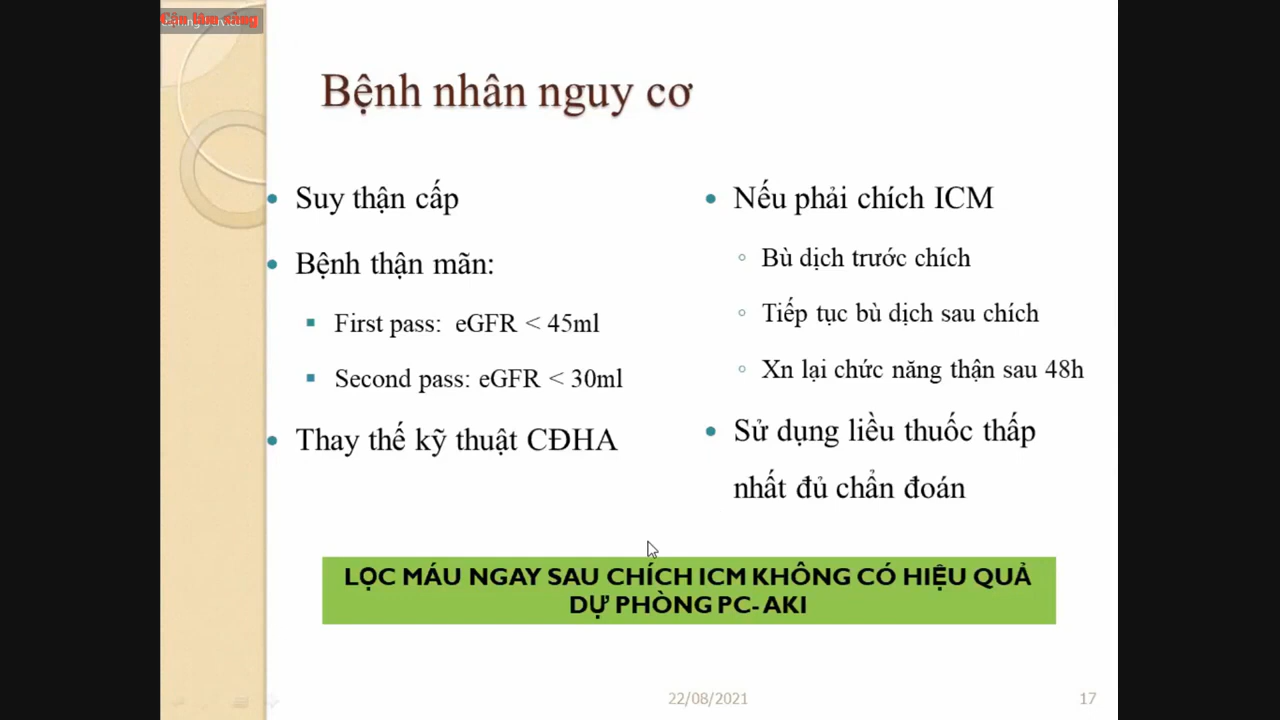 Cận lâm sàng
Bệnh nhân nguy cơ
Suy thận cấp
Bệnh thận mãn:
First pass: eGFR < 45ml
Second pass: eGFR < 30ml
Thay thế kỹ thuật CĐHA
Nếu phải chích ICM
Bù dịch trước chích
Tiếp tục bù dịch sau chích
Xn lại chức năng thận sau 48h
Sử dụng liều thuốc thấp
nhất đủ chẩn đoán
LỌC MÁU NGAY SAU CHÍCH ICM KHÔNG CÓ HIỆU QUẢ
DỰ PHÒNG PC- AKI
22/08/2021
17